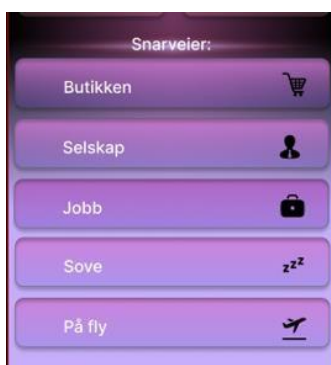 Snarveier:
Butikken
Selskap
Jobb
Sove
zzz
På fly